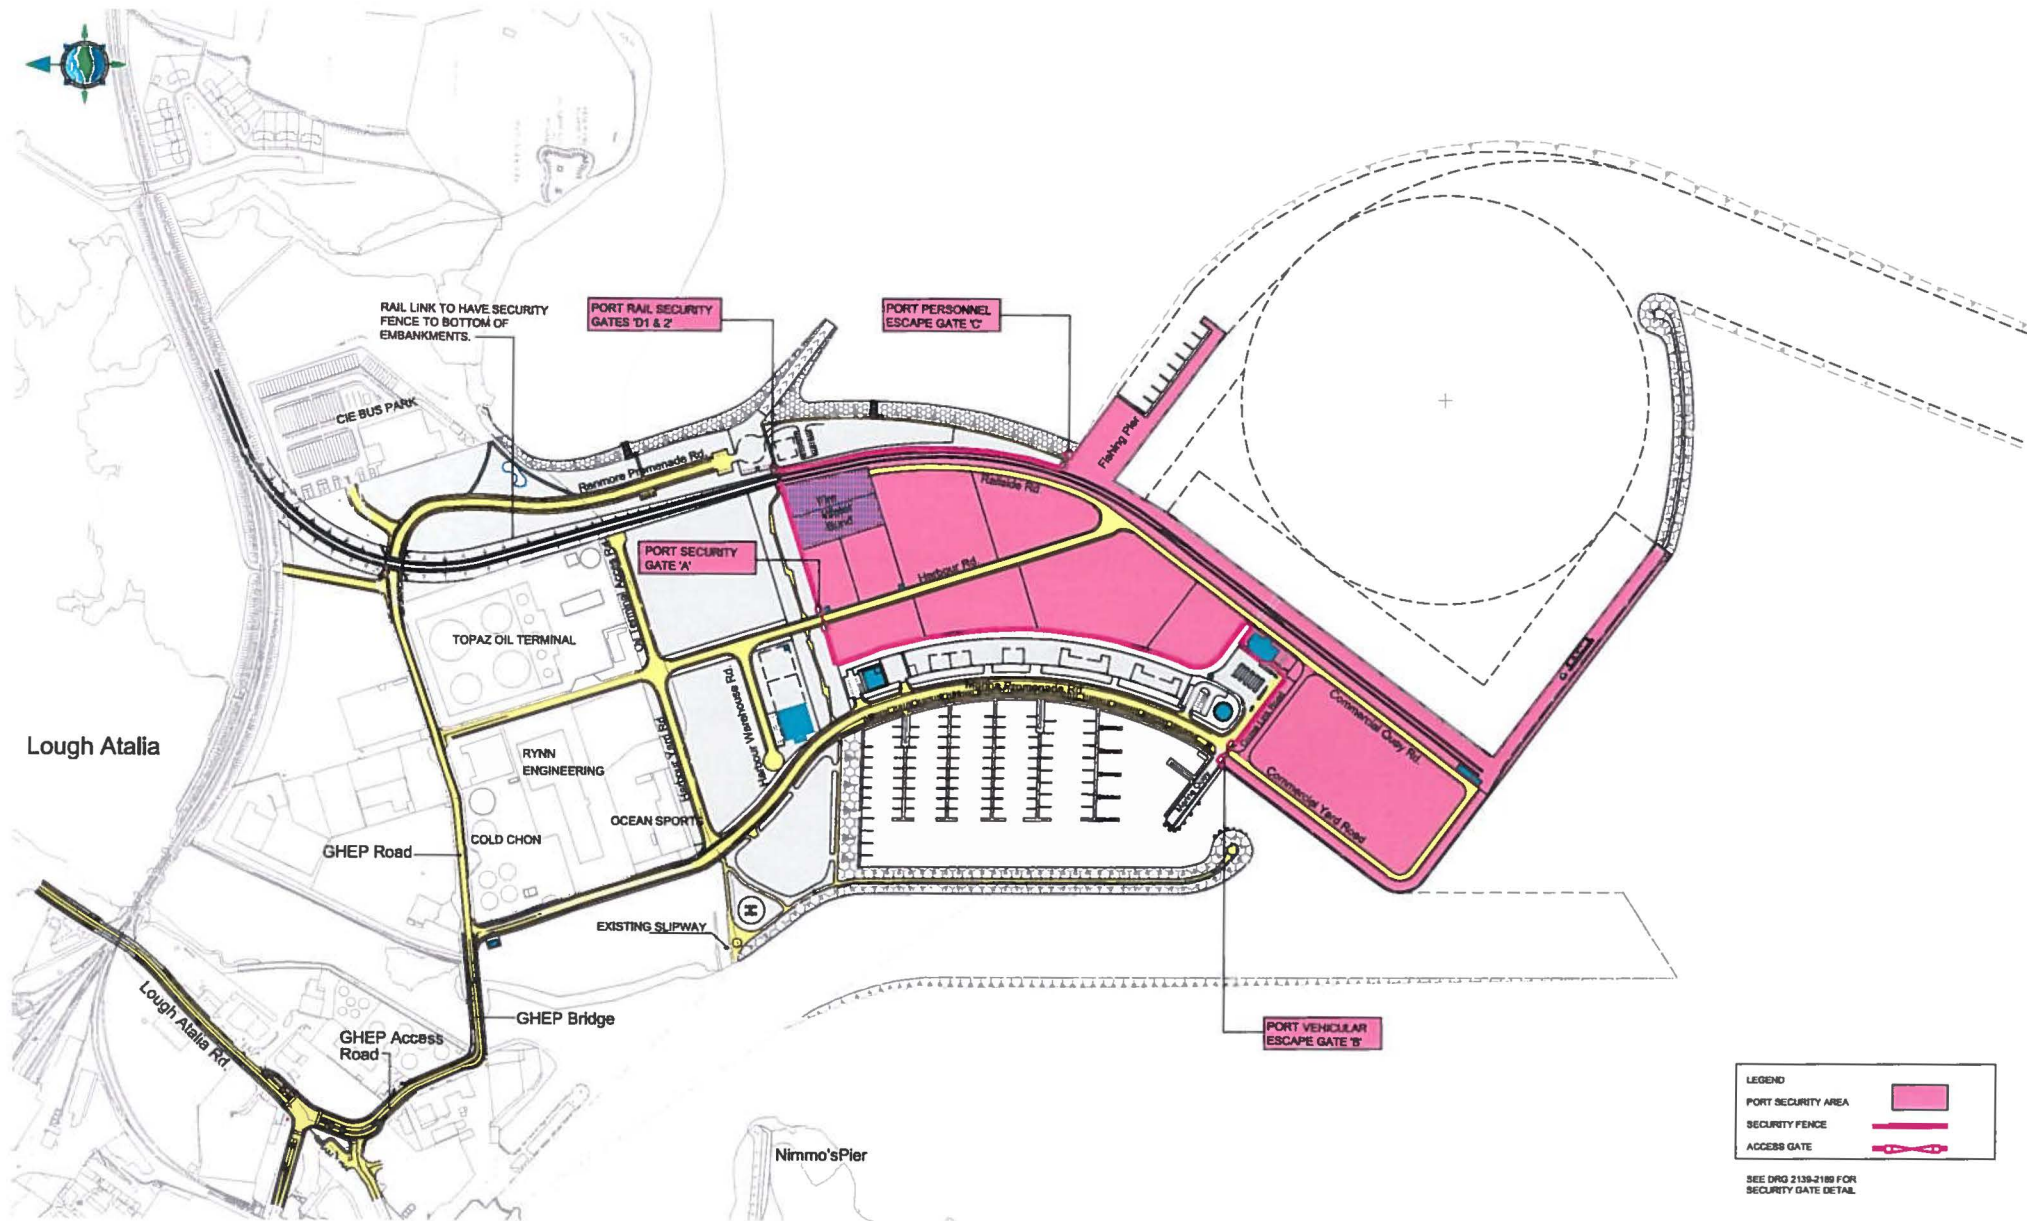 RAIL LINK TO HAVE SECURITY
FENCE TO BOTTOM OF
EMBANKMENTS.
PORT RAIL SECURITY
GATES 'D1 & 2'
PORT PERSONNEL
ESCAPE GATE 'C'
CIE BUS PARK
Fishing Pier
Renmore Promenade Rd.
Railside Rd
PORT SECURITY
GATE 'A'
Harbour Rd.
TOPAZ OIL TERMINAL
Oil Terminal Acces Rd
Harbour Warehouse Rd.
Harbour Yard Rd
Promenade Rd.
Commercial Quay Rd.
Commercial Yard Road
Lough Atalia
RYNN
ENGINEERING
OCEAN SPORTS
COLD CHON
GHEP Road
EXISTING SLIPWAY
Lough Atalia Rd.
GHEP Bridge
GHEP Access
Road
PORT VEHICULAR
ESCAPE GATE 'B'
Nimmo'sPier
LEGEND
PORT SECURITY AREA
SECURITY FENCE
ACCESS GATE
SEE DRG 2139-2189 FOR
SECURITY GATE DETAIL